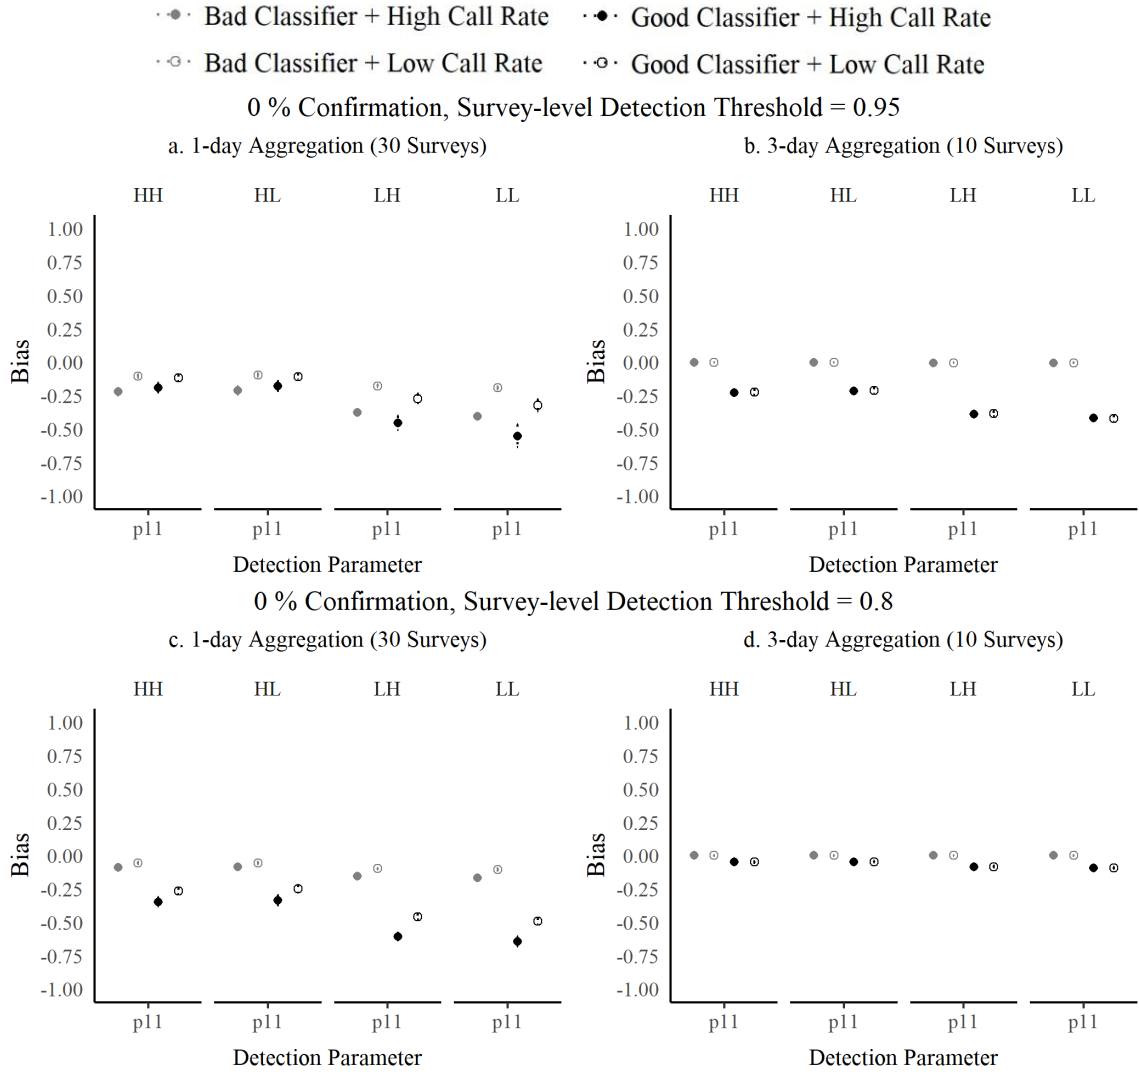 Bad Classifier + High Call Rate Good Classifier + High Call Rate
Bad Classifier + Low Call Rate Good Classifier + Low Call Rate
0 % Confirmation, Survey-level Detection Threshold = 0.95
a. 1-day Aggregation (30 Surveys)
HH HL LH LL
1.00
0.75
0.50
0.25
0.00
-0.25
-0.50
-0.75
-1.00
Bias
p11 p11 p11 p11
Detection Parameter
b. 3-day Aggregation (10 Surveys)
HH HL LH LL
1.00
0.75
0.50
0.25
0.00
-0.25
-0.50
-0.75
-1.00
Bias
p11 p11 p11 p11
Detection Parameter
0 % Confirmation, Survey-level Detection Threshold = 0.8
c. 1-day Aggregation (30 Surveys)
HH HL LH LL
1.00
0.75
0.50
0.25
0.00
-0.25
-0.50
-0.75
-1.00
Bias
p11 p11 p11 p11
Detection Parameter
d. 3-day Aggregation (10 Surveys)
HH HL LH LL
1.00
0.75
0.50
0.25
0.00
-0.25
-0.50
-0.75
-1.00
Bias
p11 p11 p11 p11
Detection Parameter